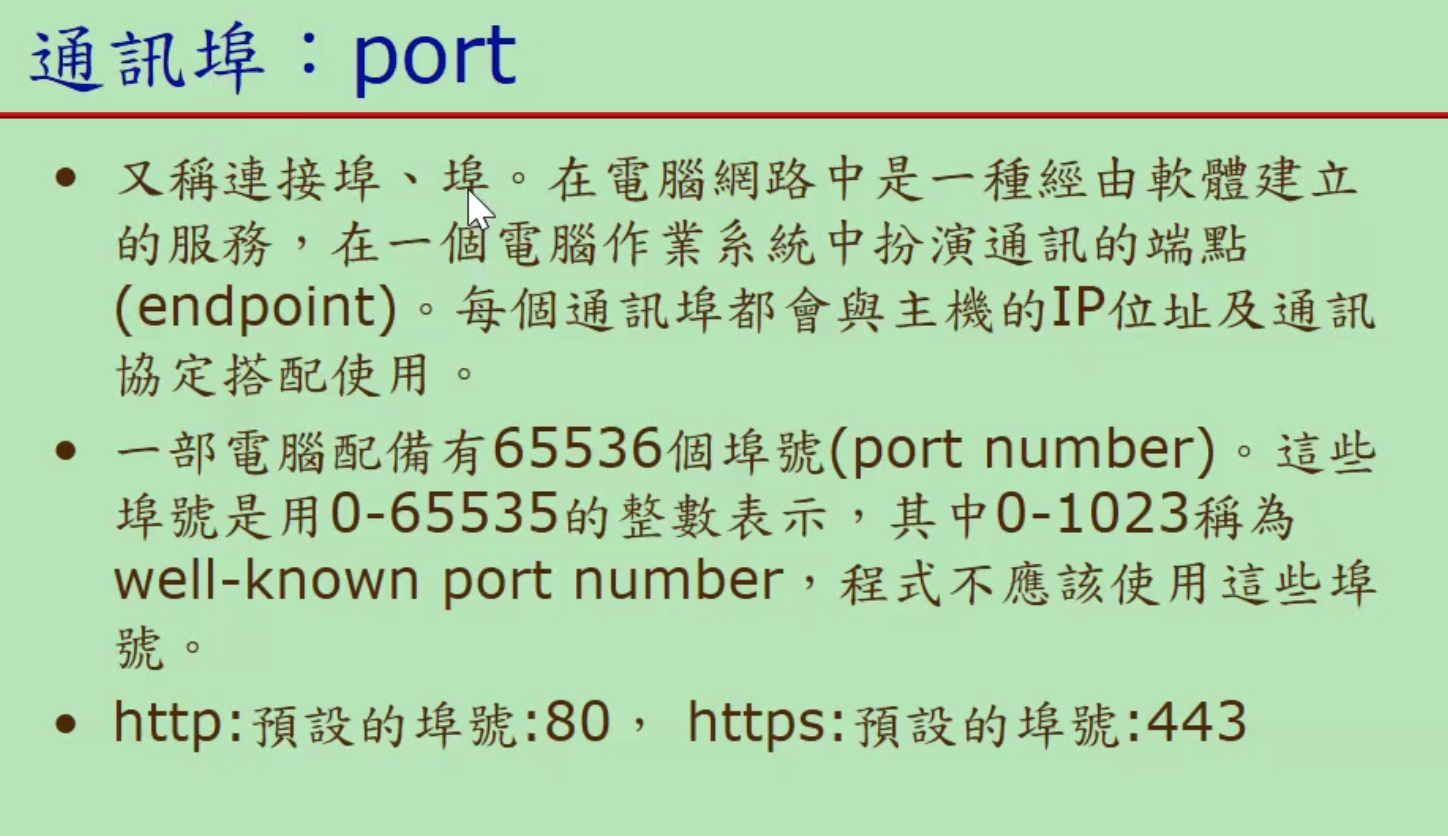 通訊埠：port
• 又稱連接埠、埠。在電腦網路中是一種經由軟體建立
的服務，在一個電腦作業系統中扮演通訊的端點
(endpoint)。每個通訊埠都會與主機的IP位址及通訊
協定搭配使用。
• 一部電腦配備有65536個埠號(port number)。這些
埠號是用0-65535的整數表示，其中0-1023稱為
well-known port number，程式不應該使用這些埠
號。
• http:預設的埠號:80， https:預設的埠號:443